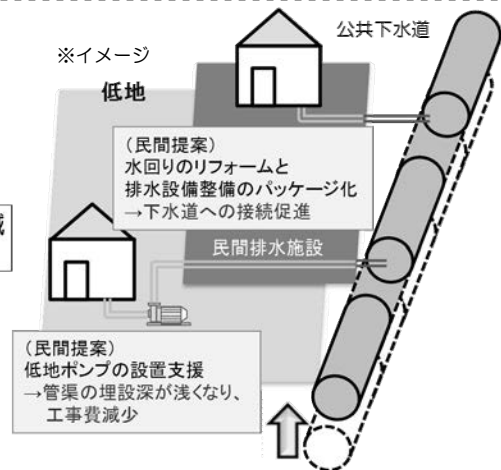 公共下水道
※イメージ
低地
（民間提案）
水回りのリフォームと
排水設備整備のパッケージ化
→下水道への接続促進
域
民間排水施設
（民間提案）
低地ポンプの設置支援
→管渠の埋設深が浅くなり、
工事費減少